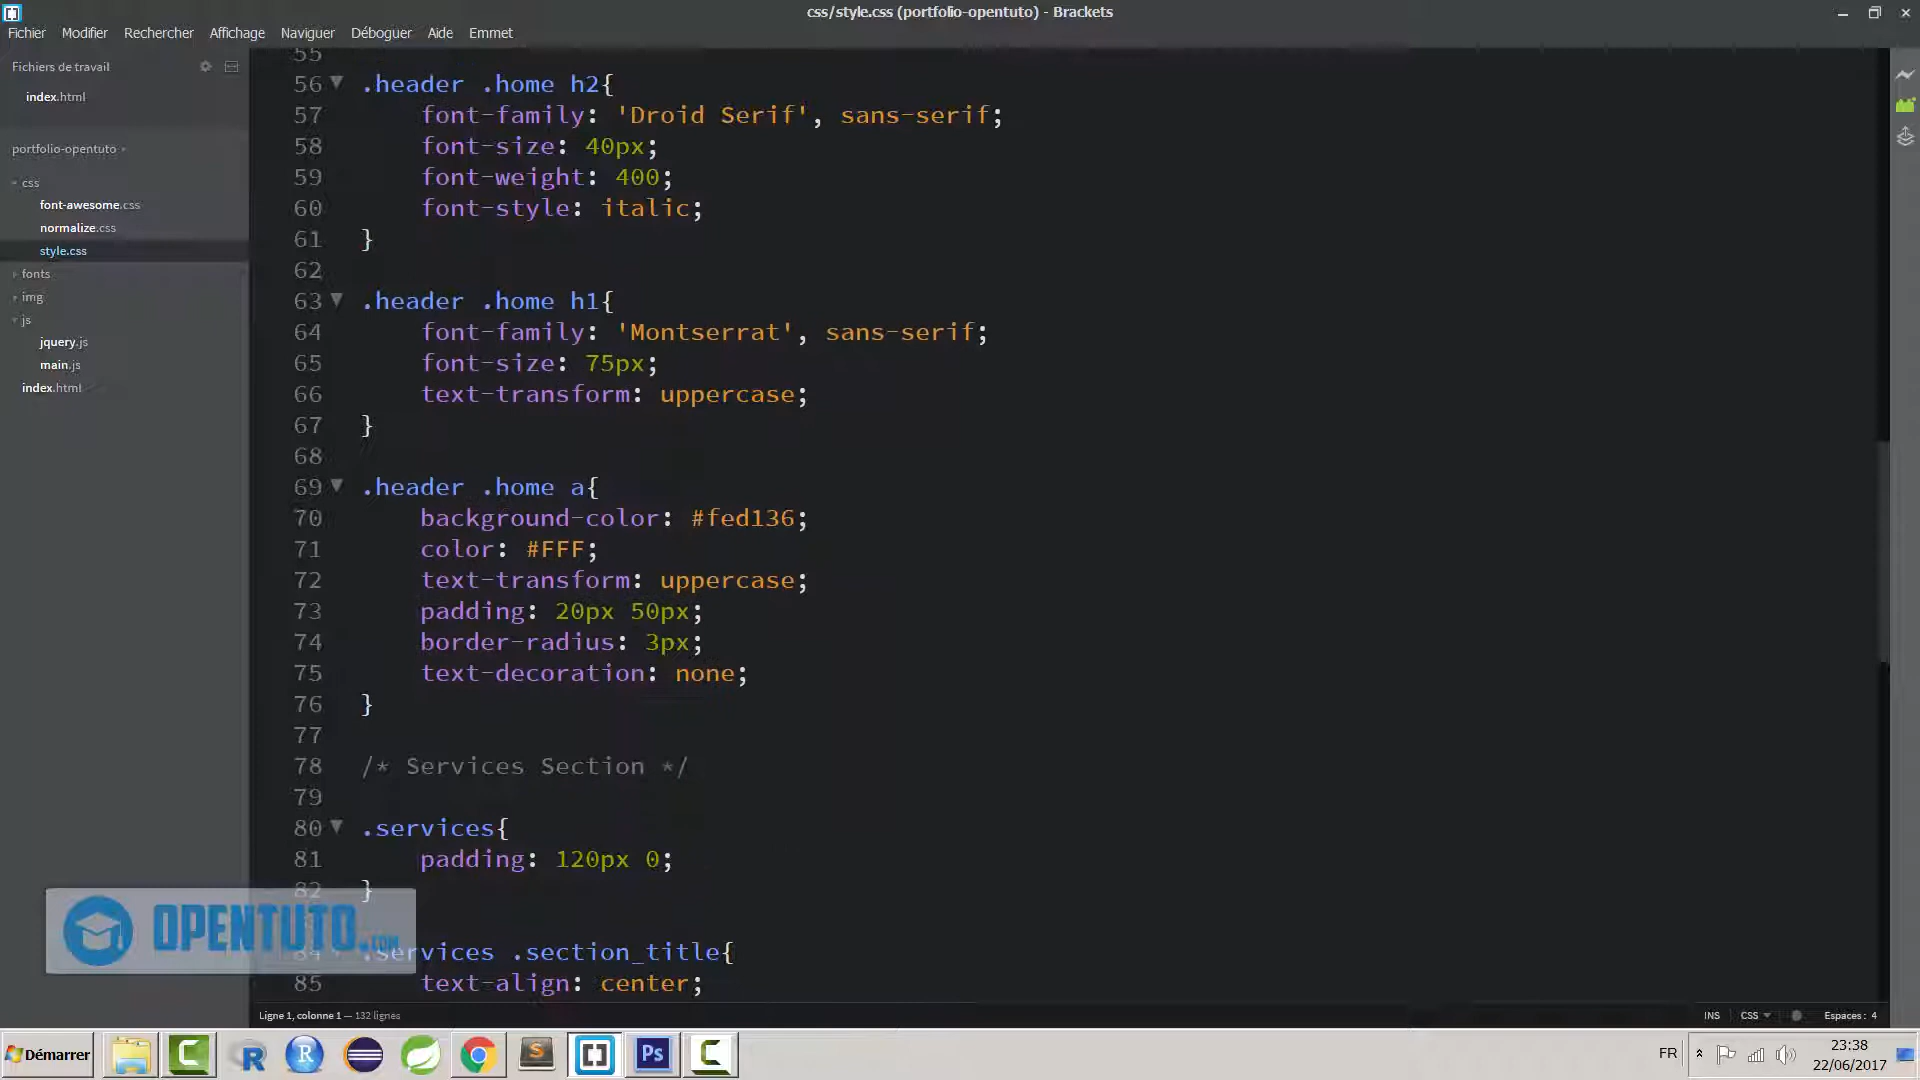 css/style.css (portfolio-opentuto) - Brackets
Fichier Modifier Rechercher Affichage Naviguer Déboguer Aide Emmet
Fichiers de travail
index.html
portfolio-opentuto
css
font-awesome.css
normalize.css
style.css
fonts
img
js
jquery.js
main.js
index.html
55
56 .header .home h2{
57 font-family: 'Droid Serif', sans-serif;
58 font-size: 40px;
59 font-weight: 400;
60 font-style: italic;
61 }
62
63 .header .home h1{
64 font-family: 'Montserrat', sans-serif;
65 font-size: 75px;
66 text-transform: uppercase;
67 }
68
69 .header .home a{
70 background-color: #fed136;
71 color: #FFF;
72 text-transform: uppercase;
73 padding: 20px 50px;
74 border-radius: 3px;
75 text-decoration: none;
76 }
77
78 /* Services Section */
79
80 .services{
81 padding: 120px 0;
82 }
OPENTUTO.COM
84 .services .section_title{
85 text-align: center;
Ligne 1, colonne 1 — 132 lignes
INS CSS Espaces : 4
Démarrer
Ps
FR
23:38
22/06/2017